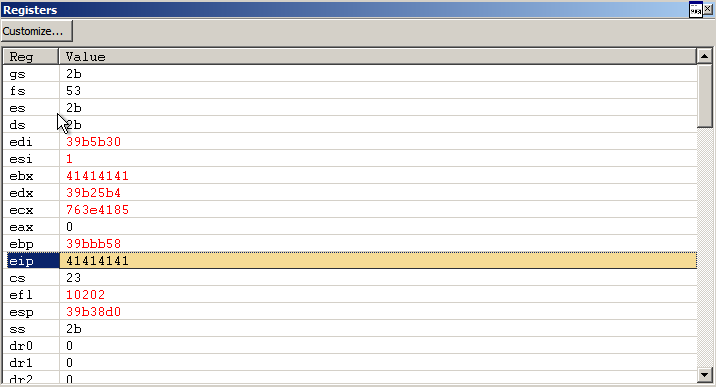 Registers
Customize...
Reg Value
gs 2b
fs 53
es 2b
ds 2b
edi 39b5b30
esi 1
ebx 41414141
edx 39b25b4
ecx 763e4185
eax 0
ebp 39bbb58
eip 41414141
cs 23
efl 10202
esp 39b38d0
ss 2b
dr0 0
dr1 0
dr2 0